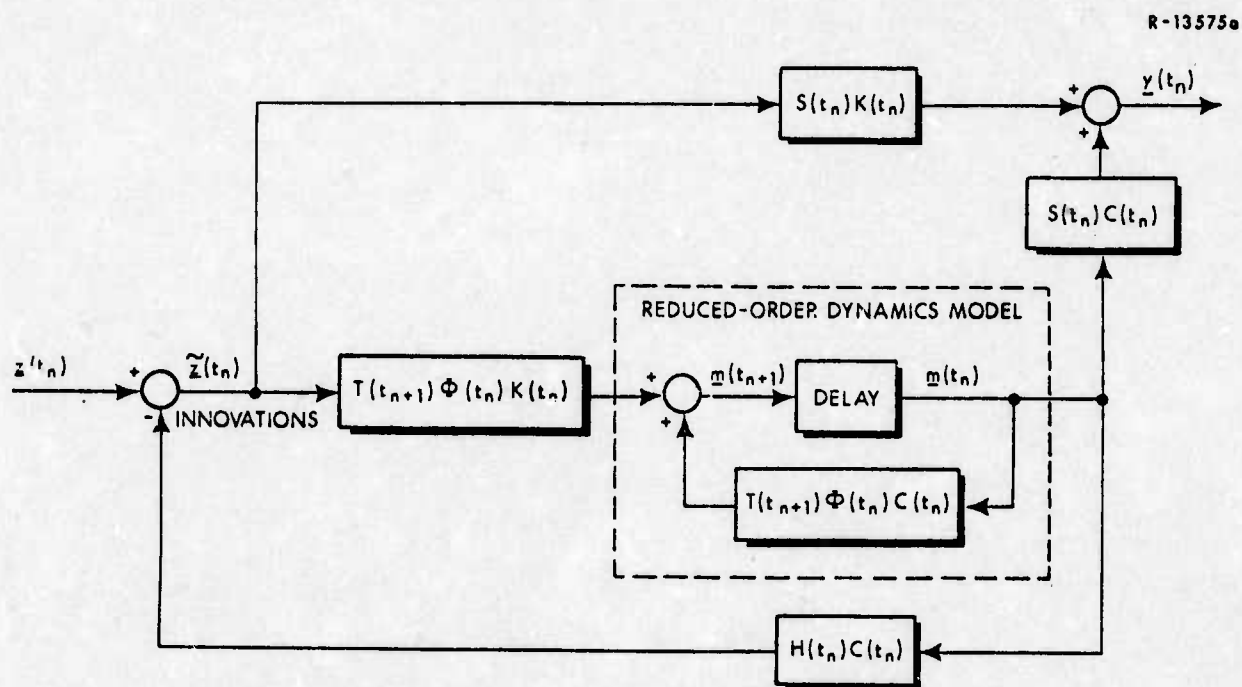 R-13575a
S(tₙ)K(tₙ)
+
+
y(tₙ)
S(tₙ)C(tₙ)
REDUCED-ORDER DYNAMICS MODEL
z'tₙ)
+
-
z̃(tₙ)
INNOVATIONS
T(tₙ₊₁)Φ(tₙ)K(tₙ)
+
+
m(tₙ₊₁)
DELAY
m(tₙ)
T(tₙ₊₁)Φ(tₙ)C(tₙ)
H(tₙ)C(tₙ)